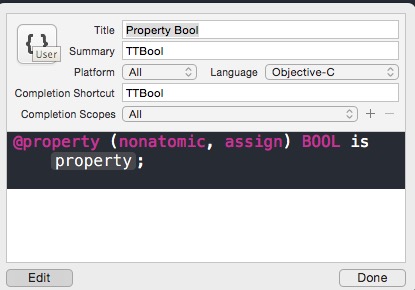 { }
User
Title Property Bool
Summary TTBool
Platform All Language Objective-C
Completion Shortcut TTBool
Completion Scopes All + −
@property (nonatomic, assign) BOOL is
property;
Edit Done